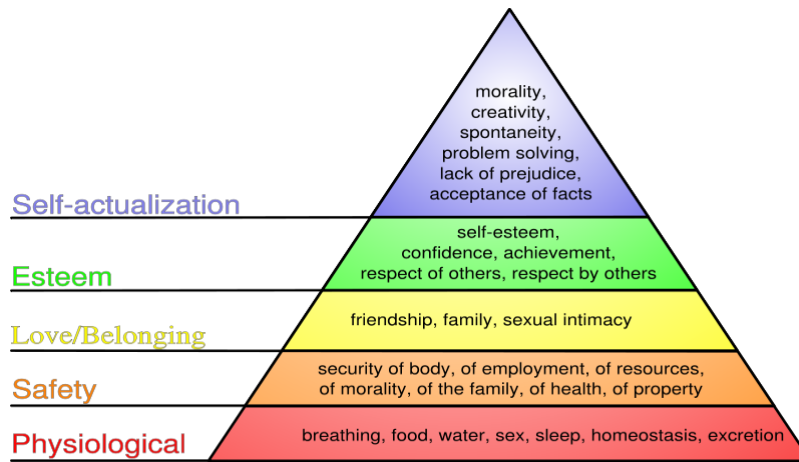 morality,
creativity,
spontaneity,
problem solving,
lack of prejudice,
acceptance of facts
Self-actualization
self-esteem,
confidence, achievement,
respect of others, respect by others
Esteem
friendship, family, sexual intimacy
Love/Belonging
security of body, of employment, of resources,
of morality, of the family, of health, of property
Safety
breathing, food, water, sex, sleep, homeostasis, excretion
Physiological